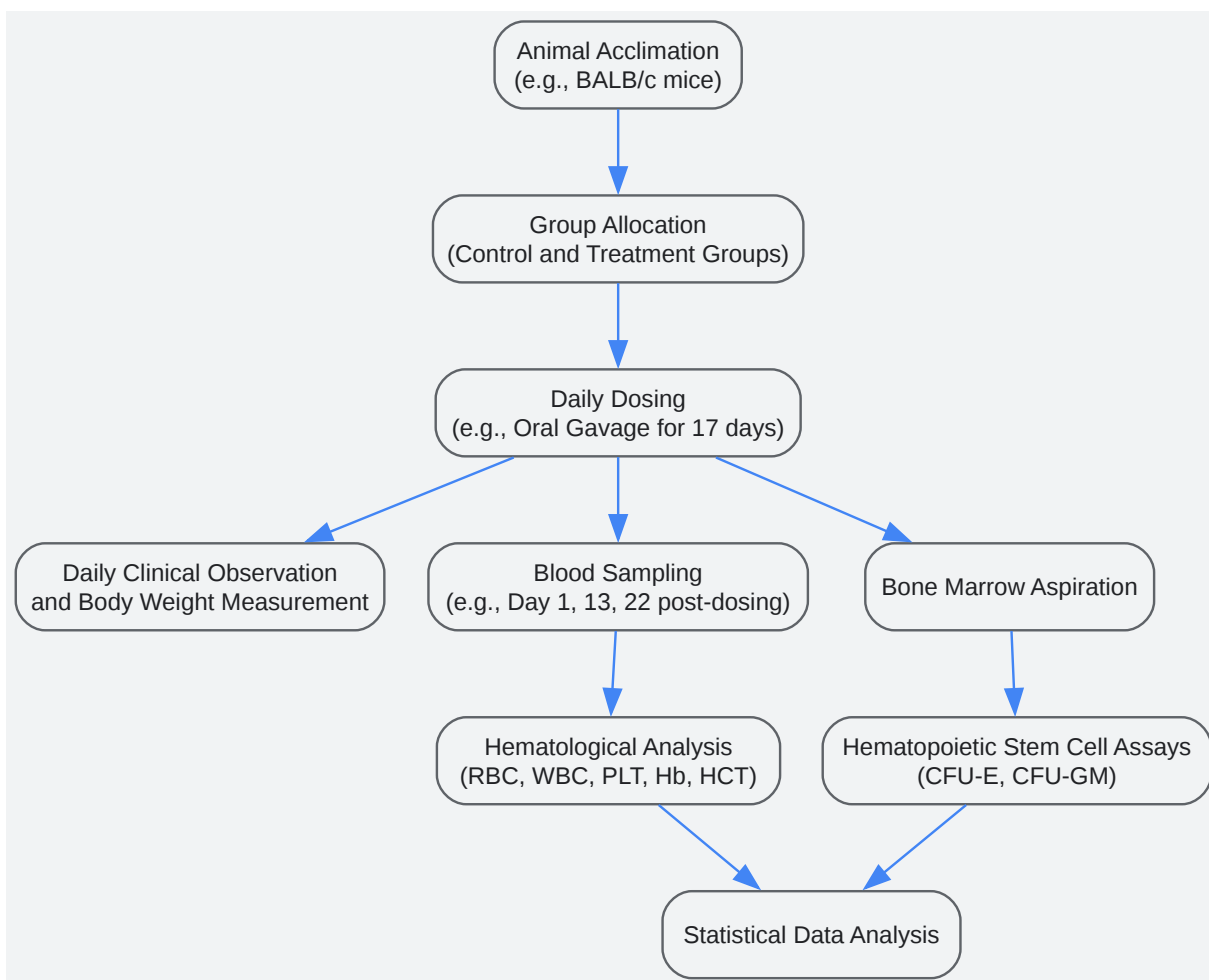 Animal Acclimation
(e.g., BALB/c mice)
Group Allocation
(Control and Treatment Groups)
Daily Dosing
(e.g., Oral Gavage for 17 days)
Daily Clinical Observation
and Body Weight Measurement
Blood Sampling
(e.g., Day 1, 13, 22 post-dosing)
Bone Marrow Aspiration
Hematological Analysis
(RBC, WBC, PLT, Hb, HCT)
Hematopoietic Stem Cell Assays
(CFU-E, CFU-GM)
Statistical Data Analysis